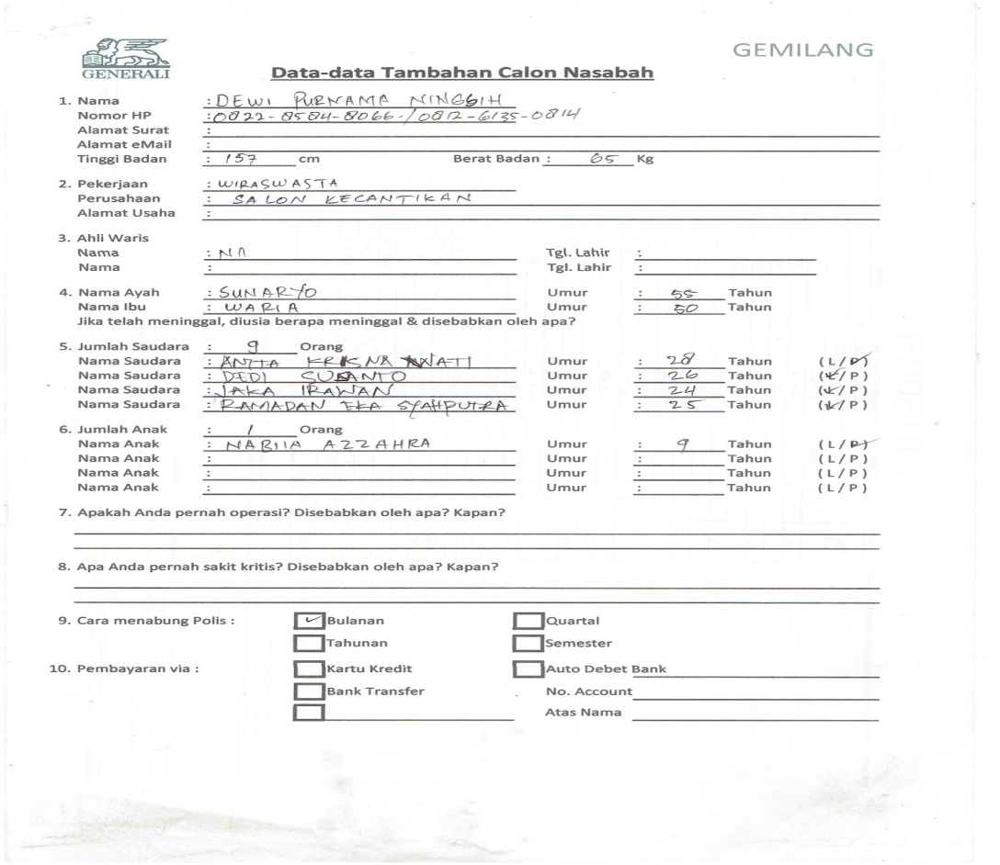 GENERALI
GEMILANG
Data-data Tambahan Calon Nasabah
1. Nama : DEWI PURNAMA NINGSIH
Nomor HP : 0822-8584-8066-/0812-6135-0814
Alamat Surat :
Alamat eMail :
Tinggi Badan : 157 cm Berat Badan : 65 Kg
2. Pekerjaan : WIRASWASTA
Perusahaan : SALON KECANTIKAN
Alamat Usaha :
3. Ahli Waris
Nama : NA Tgl. Lahir :
Nama : Tgl. Lahir :
4. Nama Ayah : SUNARYO Umur : 55 Tahun
Nama Ibu : WARIA Umur : 50 Tahun
Jika telah meninggal, diusia berapa meninggal & disebabkan oleh apa?
5. Jumlah Saudara : 9 Orang
Nama Saudara : ANITA KRISNA WATI Umur : 28 Tahun (L/P)
Nama Saudara : DEDI SUSANTO Umur : 26 Tahun (L/P)
Nama Saudara : JAKA IRAWAN Umur : 24 Tahun (L/P)
Nama Saudara : RAMADAN EKA SYAHPUTRA Umur : 25 Tahun (L/P)
6. Jumlah Anak : 1 Orang
Nama Anak : NABIIA AZZAHRA Umur : 9 Tahun (L/P)
Nama Anak : Umur : Tahun (L/P)
Nama Anak : Umur : Tahun (L/P)
Nama Anak : Umur : Tahun (L/P)
7. Apakah Anda pernah operasi? Disebabkan oleh apa? Kapan?
8. Apa Anda pernah sakit kritis? Disebabkan oleh apa? Kapan?
9. Cara menabung Polis : Bulanan Quartal
Tahunan Semester
10. Pembayaran via : Kartu Kredit Auto Debet Bank
Bank Transfer No. Account
Atas Nama